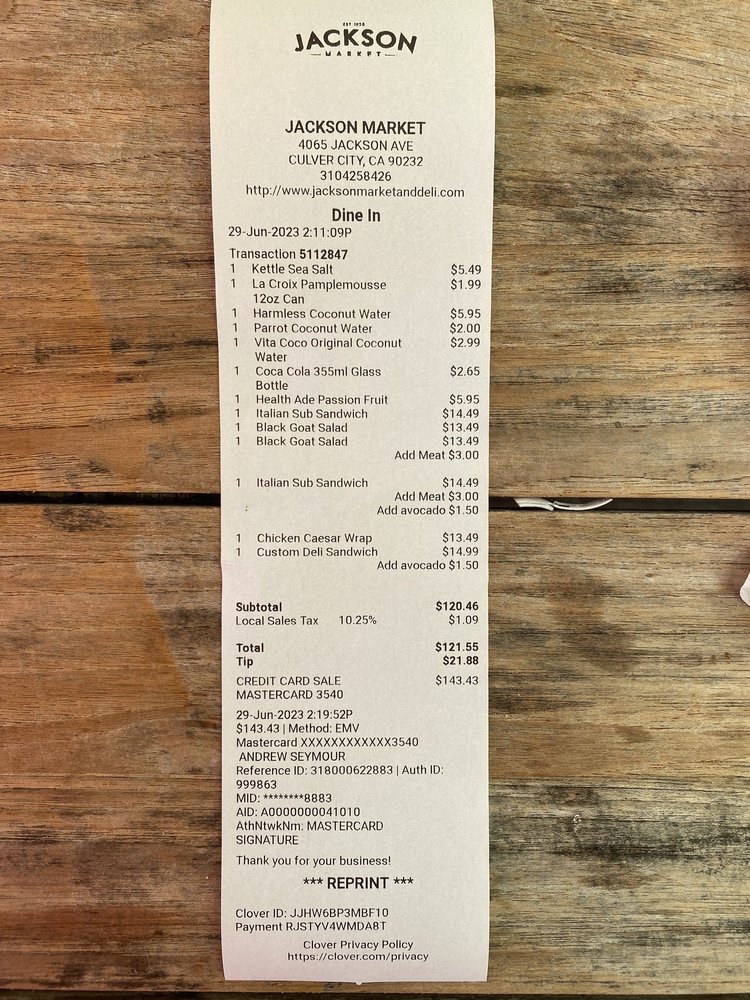 EST 1928
JACKSON
MARKET
JACKSON MARKET
4065 JACKSON AVE
CULVER CITY, CA 90232
3104258426
http://www.jacksonmarketanddeli.com
Dine In
29-Jun-2023 2:11:09P
Transaction 5112847
1 Kettle Sea Salt $5.49
1 La Croix Pamplemousse $1.99
12oz Can
1 Harmless Coconut Water $5.95
1 Parrot Coconut Water $2.00
1 Vita Coco Original Coconut $2.99
Water
1 Coca Cola 355ml Glass $2.65
Bottle
1 Health Ade Passion Fruit $5.95
1 Italian Sub Sandwich $14.49
1 Black Goat Salad $13.49
1 Black Goat Salad $13.49
Add Meat $3.00
1 Italian Sub Sandwich $14.49
Add Meat $3.00
Add avocado $1.50
1 Chicken Caesar Wrap $13.49
1 Custom Deli Sandwich $14.99
Add avocado $1.50
Subtotal $120.46
Local Sales Tax 10.25% $1.09
Total $121.55
Tip $21.88
CREDIT CARD SALE $143.43
MASTERCARD 3540
29-Jun-2023 2:19:52P
$143.43 | Method: EMV
Mastercard XXXXXXXXXXXX3540
ANDREW SEYMOUR
Reference ID: 318000622883 | Auth ID:
999863
MID: ********8883
AID: A0000000041010
AthNtwkNm: MASTERCARD
SIGNATURE
Thank you for your business!
*** REPRINT ***
Clover ID: JJHW6BP3MBF10
Payment RJSTYV4WMDA8T
Clover Privacy Policy
https://clover.com/privacy